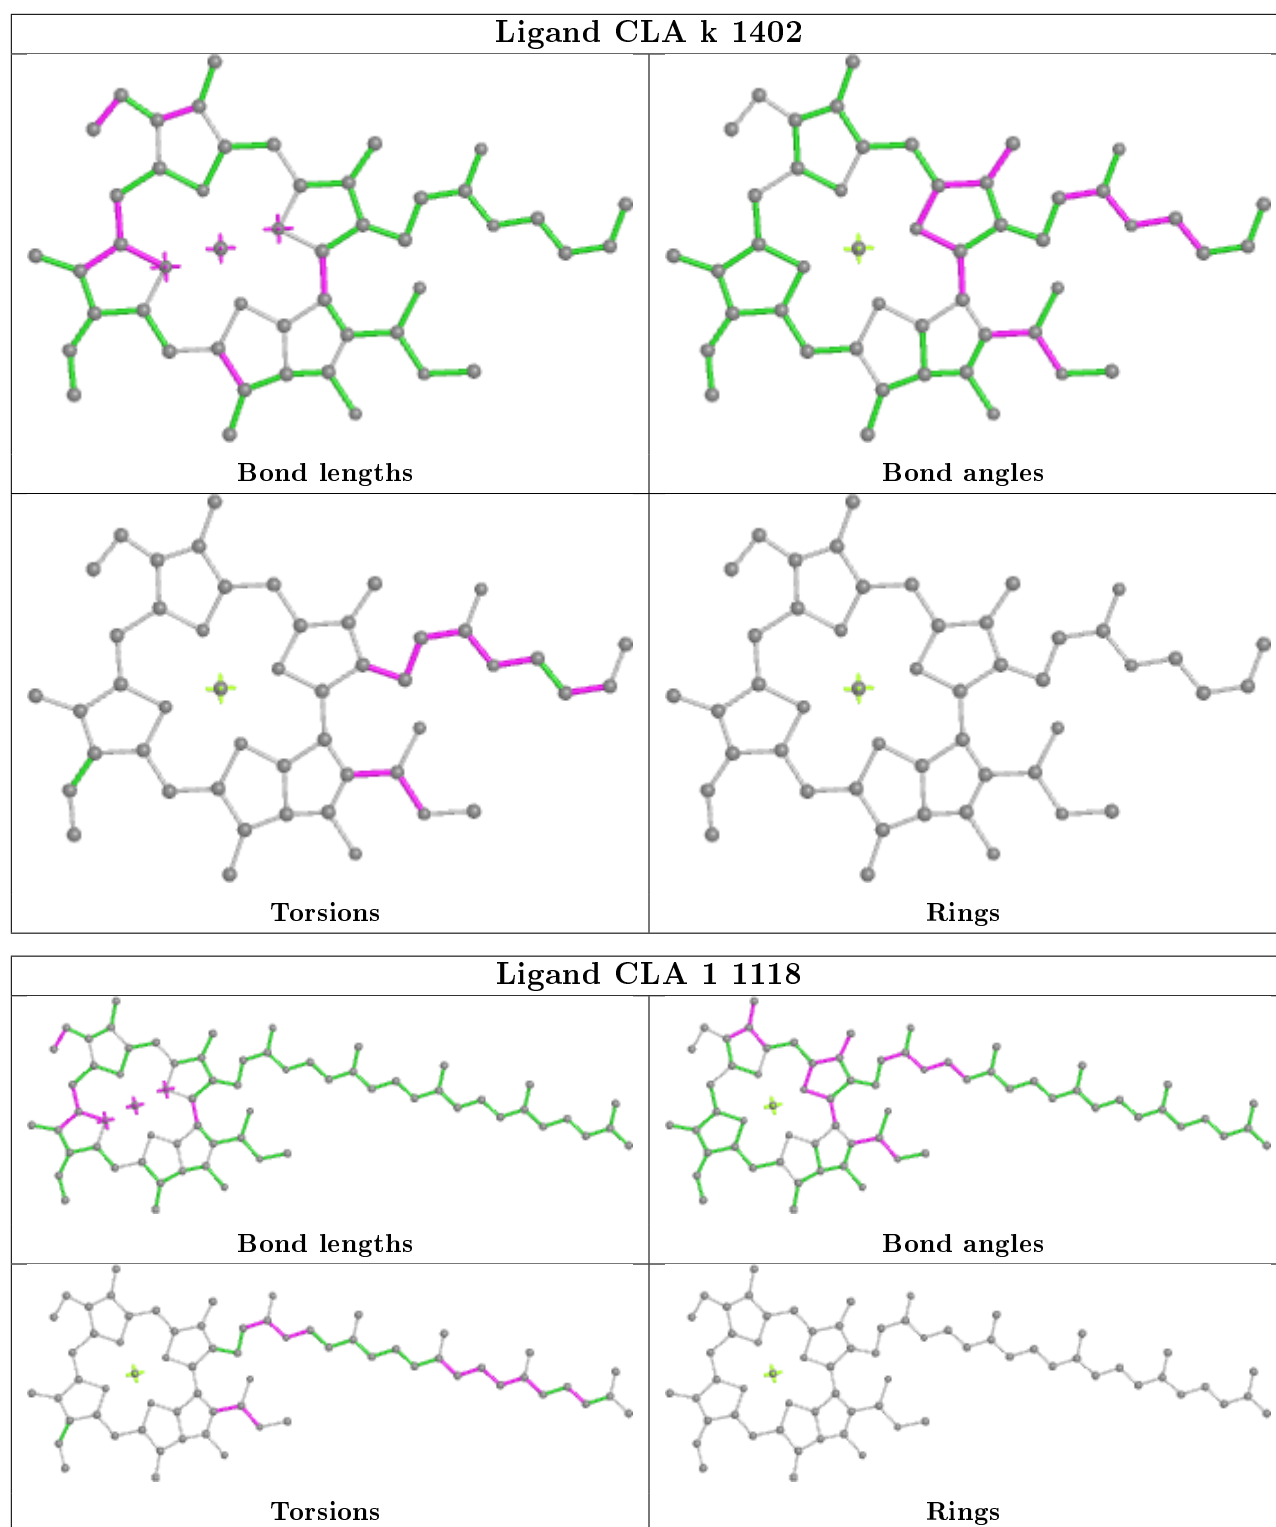 Ligand CLA k 1402
Bond lengths
Bond angles
Torsions
Rings
Ligand CLA 1 1118
Bond lengths
Bond angles
Torsions
Rings